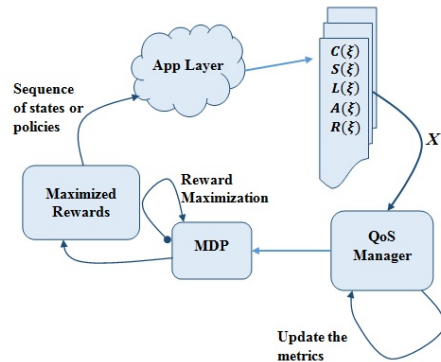 App Layer
C(ξ)
S(ξ)
L(ξ)
A(ξ)
R(ξ)
Sequence
of states or
policies
X
Maximized
Rewards
Reward
Maximization
MDP
QoS
Manager
Update the
metrics